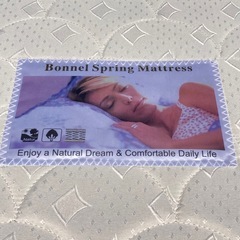 Bonnel Spring Mattress
Enjoy a Natural Dream & Comfortable Daily Life